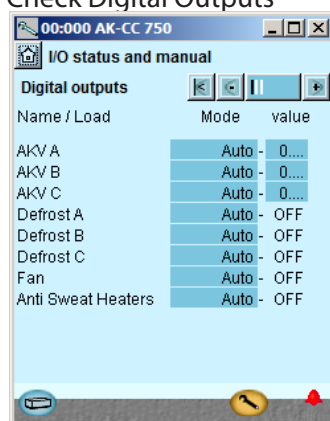 Check Digital Outputs
00:000 AK-CC 750
I/O status and manual
Digital outputs
Name / Load Mode value
AKV A Auto - 0....
AKV B Auto - 0....
AKV C Auto - 0....
Defrost A Auto - OFF
Defrost B Auto - OFF
Defrost C Auto - OFF
Fan Auto - OFF
Anti Sweat Heaters Auto - OFF